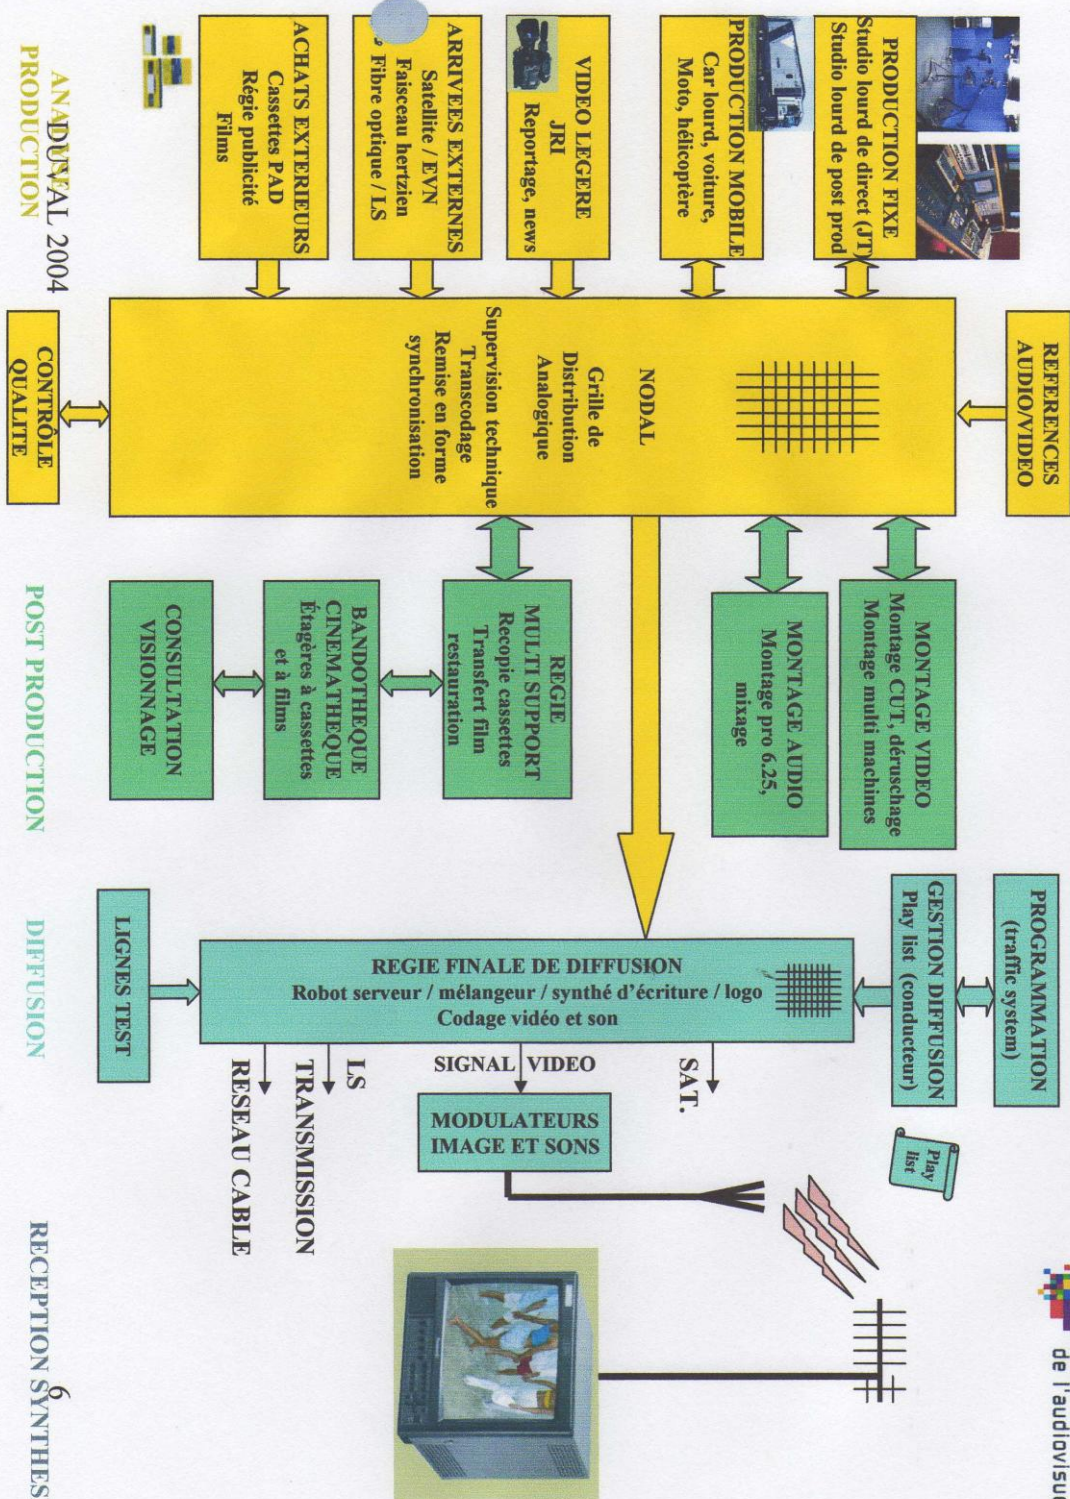 de l'audiovisuel
REFERENCES
AUDIO/VIDEO
PRODUCTION FIXE
Studio lourd de direct (JT)
Studio lourd de post prod
PRODUCTION MOBILE
Car lourd, voiture,
Moto, hélicoptère
VIDEO LEGERE
JRI
Reportage, news
ARRIVEES EXTERNES
Satellite / EVN
Faisceau hertzien
Fibre optique / LS
ACHATS EXTERIEURS
Cassettes PAD
Régie publicité
Films
NODAL
Grille de
Distribution
Analogique
Supervision technique
Transcodage
Remise en forme
synchronisation
CONTRÔLE
QUALITE
MONTAGE VIDEO
Montage CUT, dérushage
Montage multi machines
MONTAGE AUDIO
Montage pro 6.25,
mixage
REGIE
MULTI SUPPORT
Recopie cassettes
Transfert film
restauration
BANDOTHEQUE
CINEMATHEQUE
Étagères à cassettes
et à films
CONSULTATION
VISIONNAGE
PROGRAMMATION
(traffic system)
GESTION DIFFUSION
Play list (conducteur)
Play
list
REGIE FINALE DE DIFFUSION
Robot serveur / mélangeur / synthé d'écriture / logo
Codage vidéo et son
LIGNES TEST
SAT.
SIGNAL VIDEO
MODULATEURS
IMAGE ET SONS
LS
TRANSMISSION
RESEAU CABLE
DUVAL 2004
PRODUCTION
POST PRODUCTION
DIFFUSION
RECEPTION SYNTHES
6